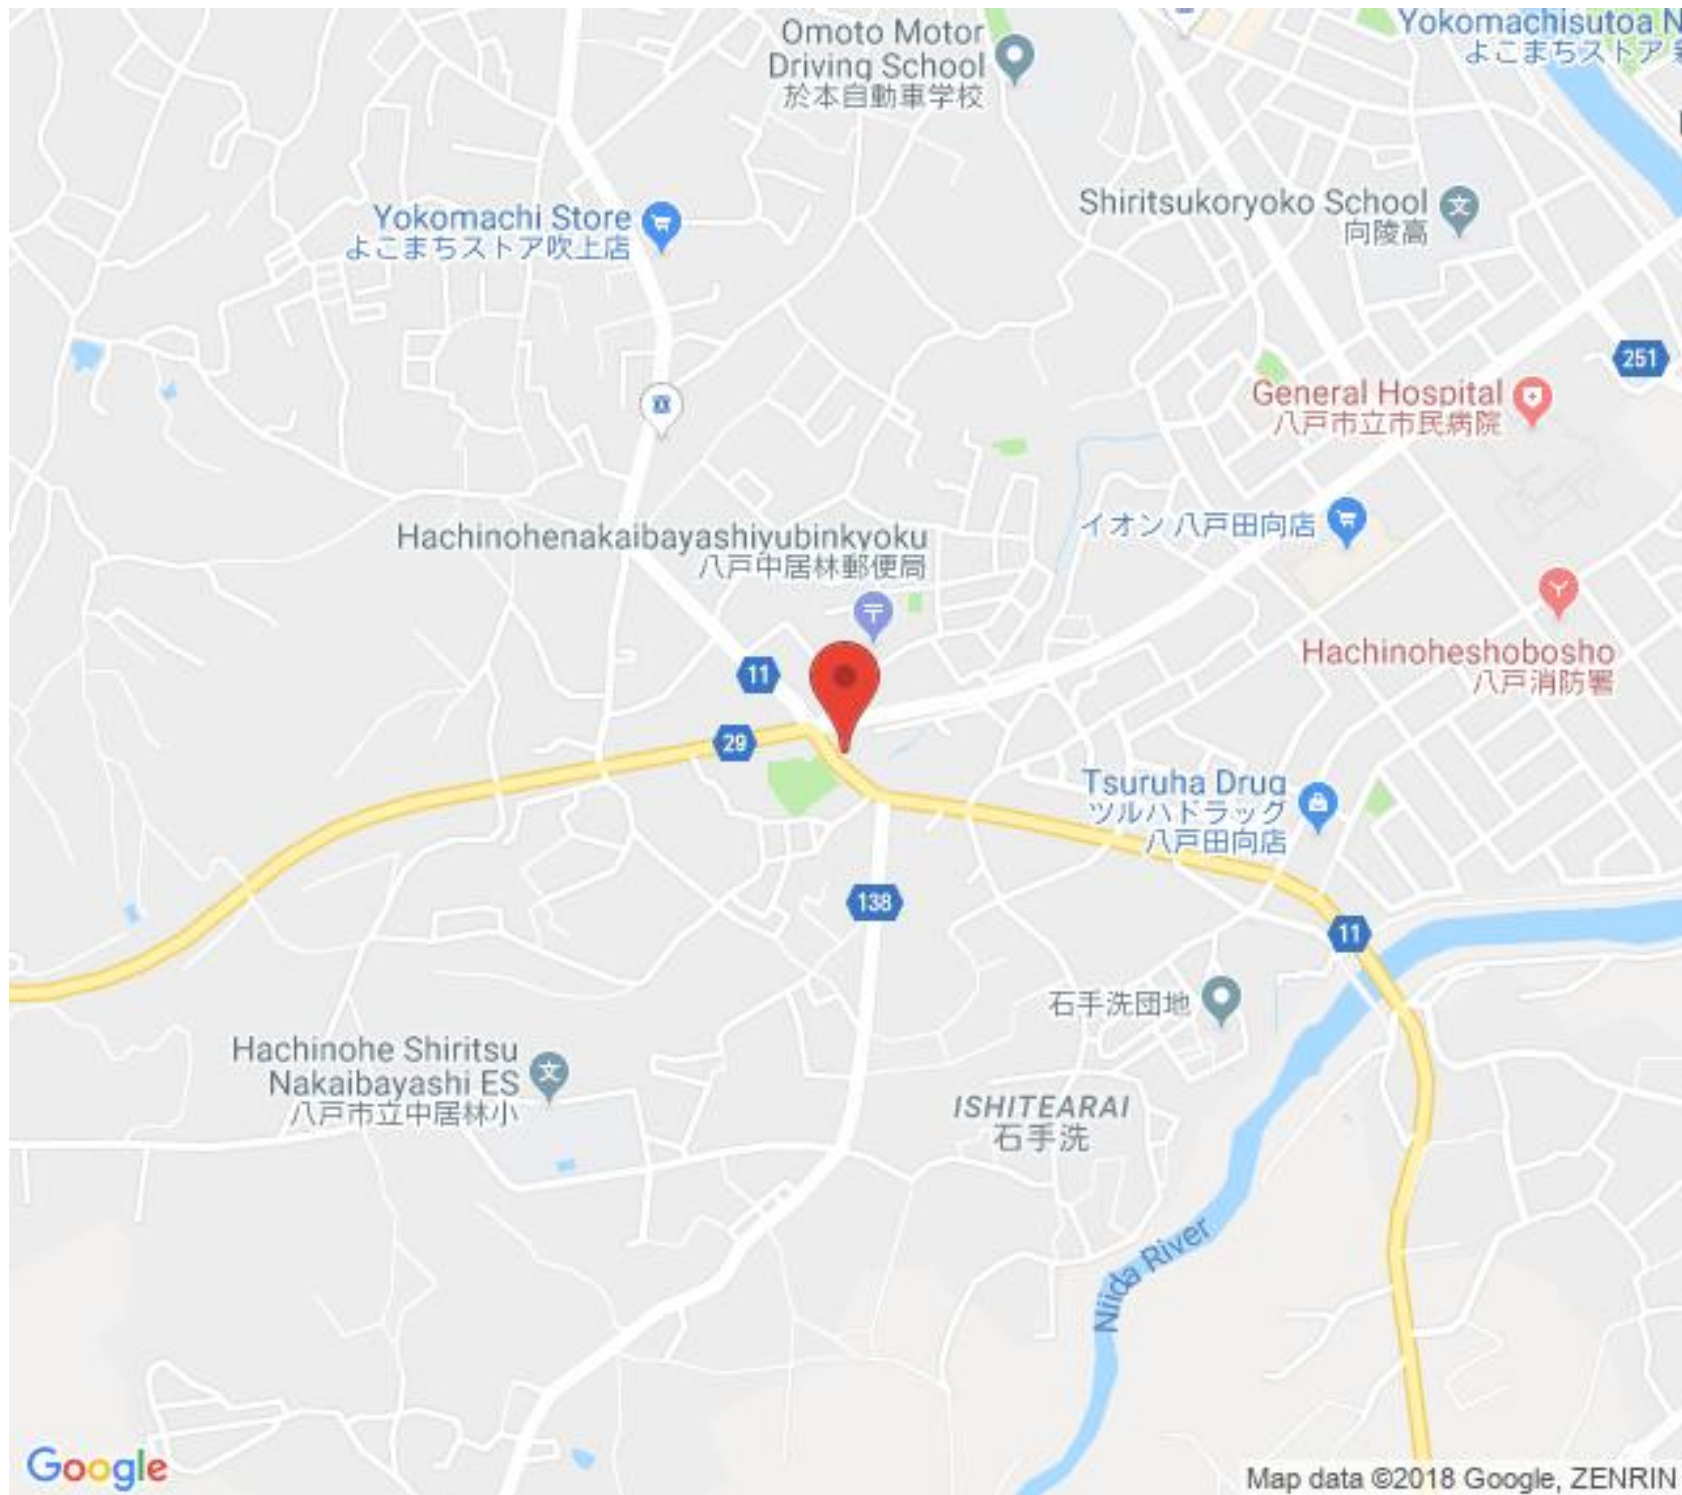 Omoto Motor
Driving School
於本自動車学校
Yokomachisutoa N
よこまちストア
Yokomachi Store
よこまちストア吹上店
Shiritsukoryoko School
文
向陵高
251
General Hospital
八戸市立市民病院
Hachinohenakaibayashiyubinkyoku
八戸中居林郵便局
〒
イオン 八戸田向店
Hachinoheshobosho
八戸消防署
11
29
Tsuruha Drug
ツルハドラッグ
八戸田向店
138
11
石手洗団地
Hachinohe Shiritsu
Nakaibayashi ES
文
八戸市立中居林小
ISHITEARAI
石手洗
Niida River
Google
Map data ©2018 Google, ZENRIN